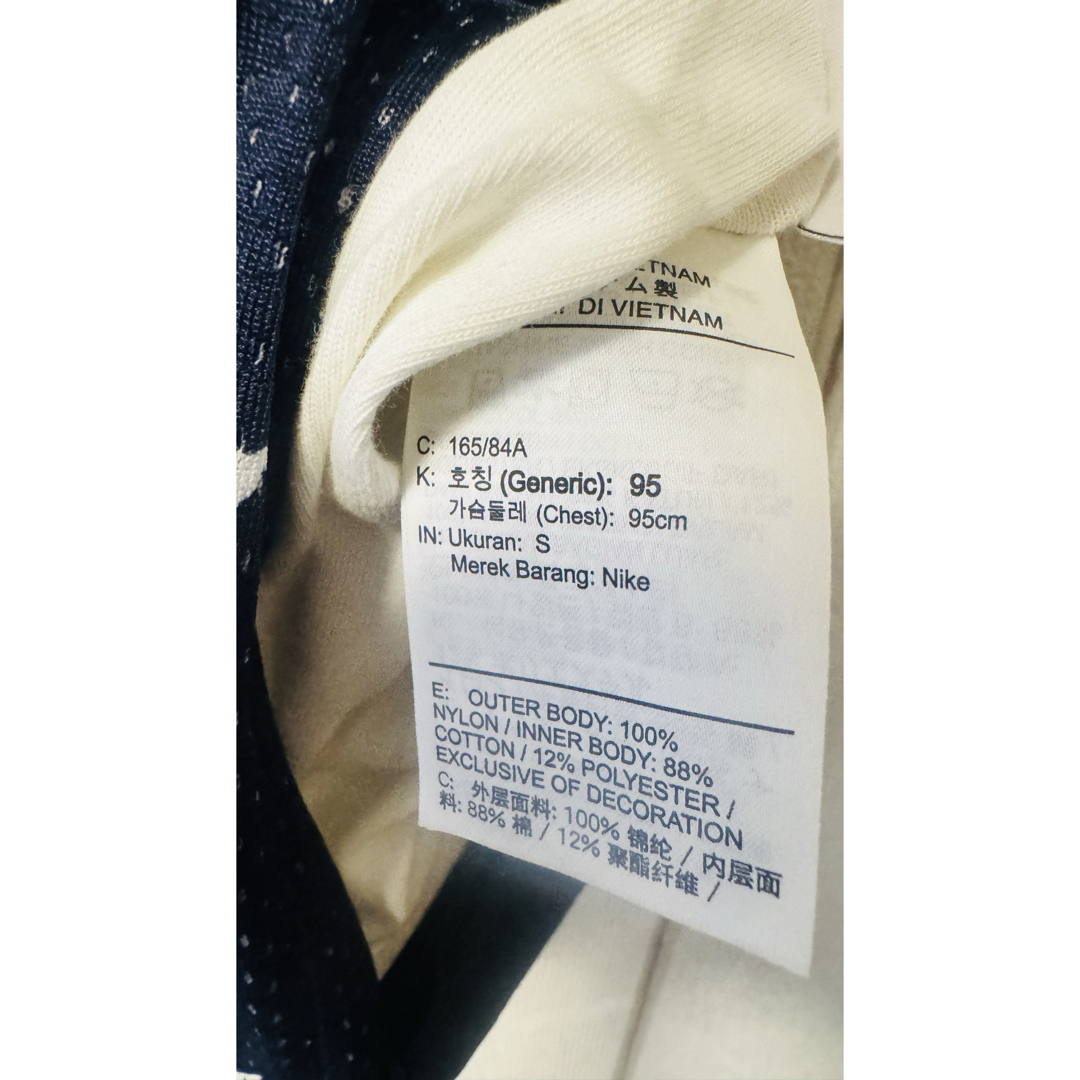 ETNAM
ム製
DI VIETNAM
C: 165/84A
K: 호칭 (Generic): 95
가슴둘레 (Chest): 95cm
IN: Ukuran: S
Merek Barang: Nike
E: OUTER BODY: 100%
NYLON / INNER BODY: 88%
COTTON / 12% POLYESTER /
EXCLUSIVE OF DECORATION
C: 外层面料: 100% 锦纶 / 内层面
料: 88% 棉 / 12% 聚酯纤维 /